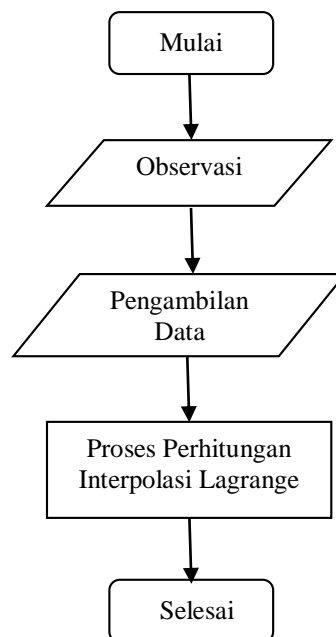 Mulai
Observasi
Pengambilan
Data
Proses Perhitungan
Interpolasi Lagrange
Selesai